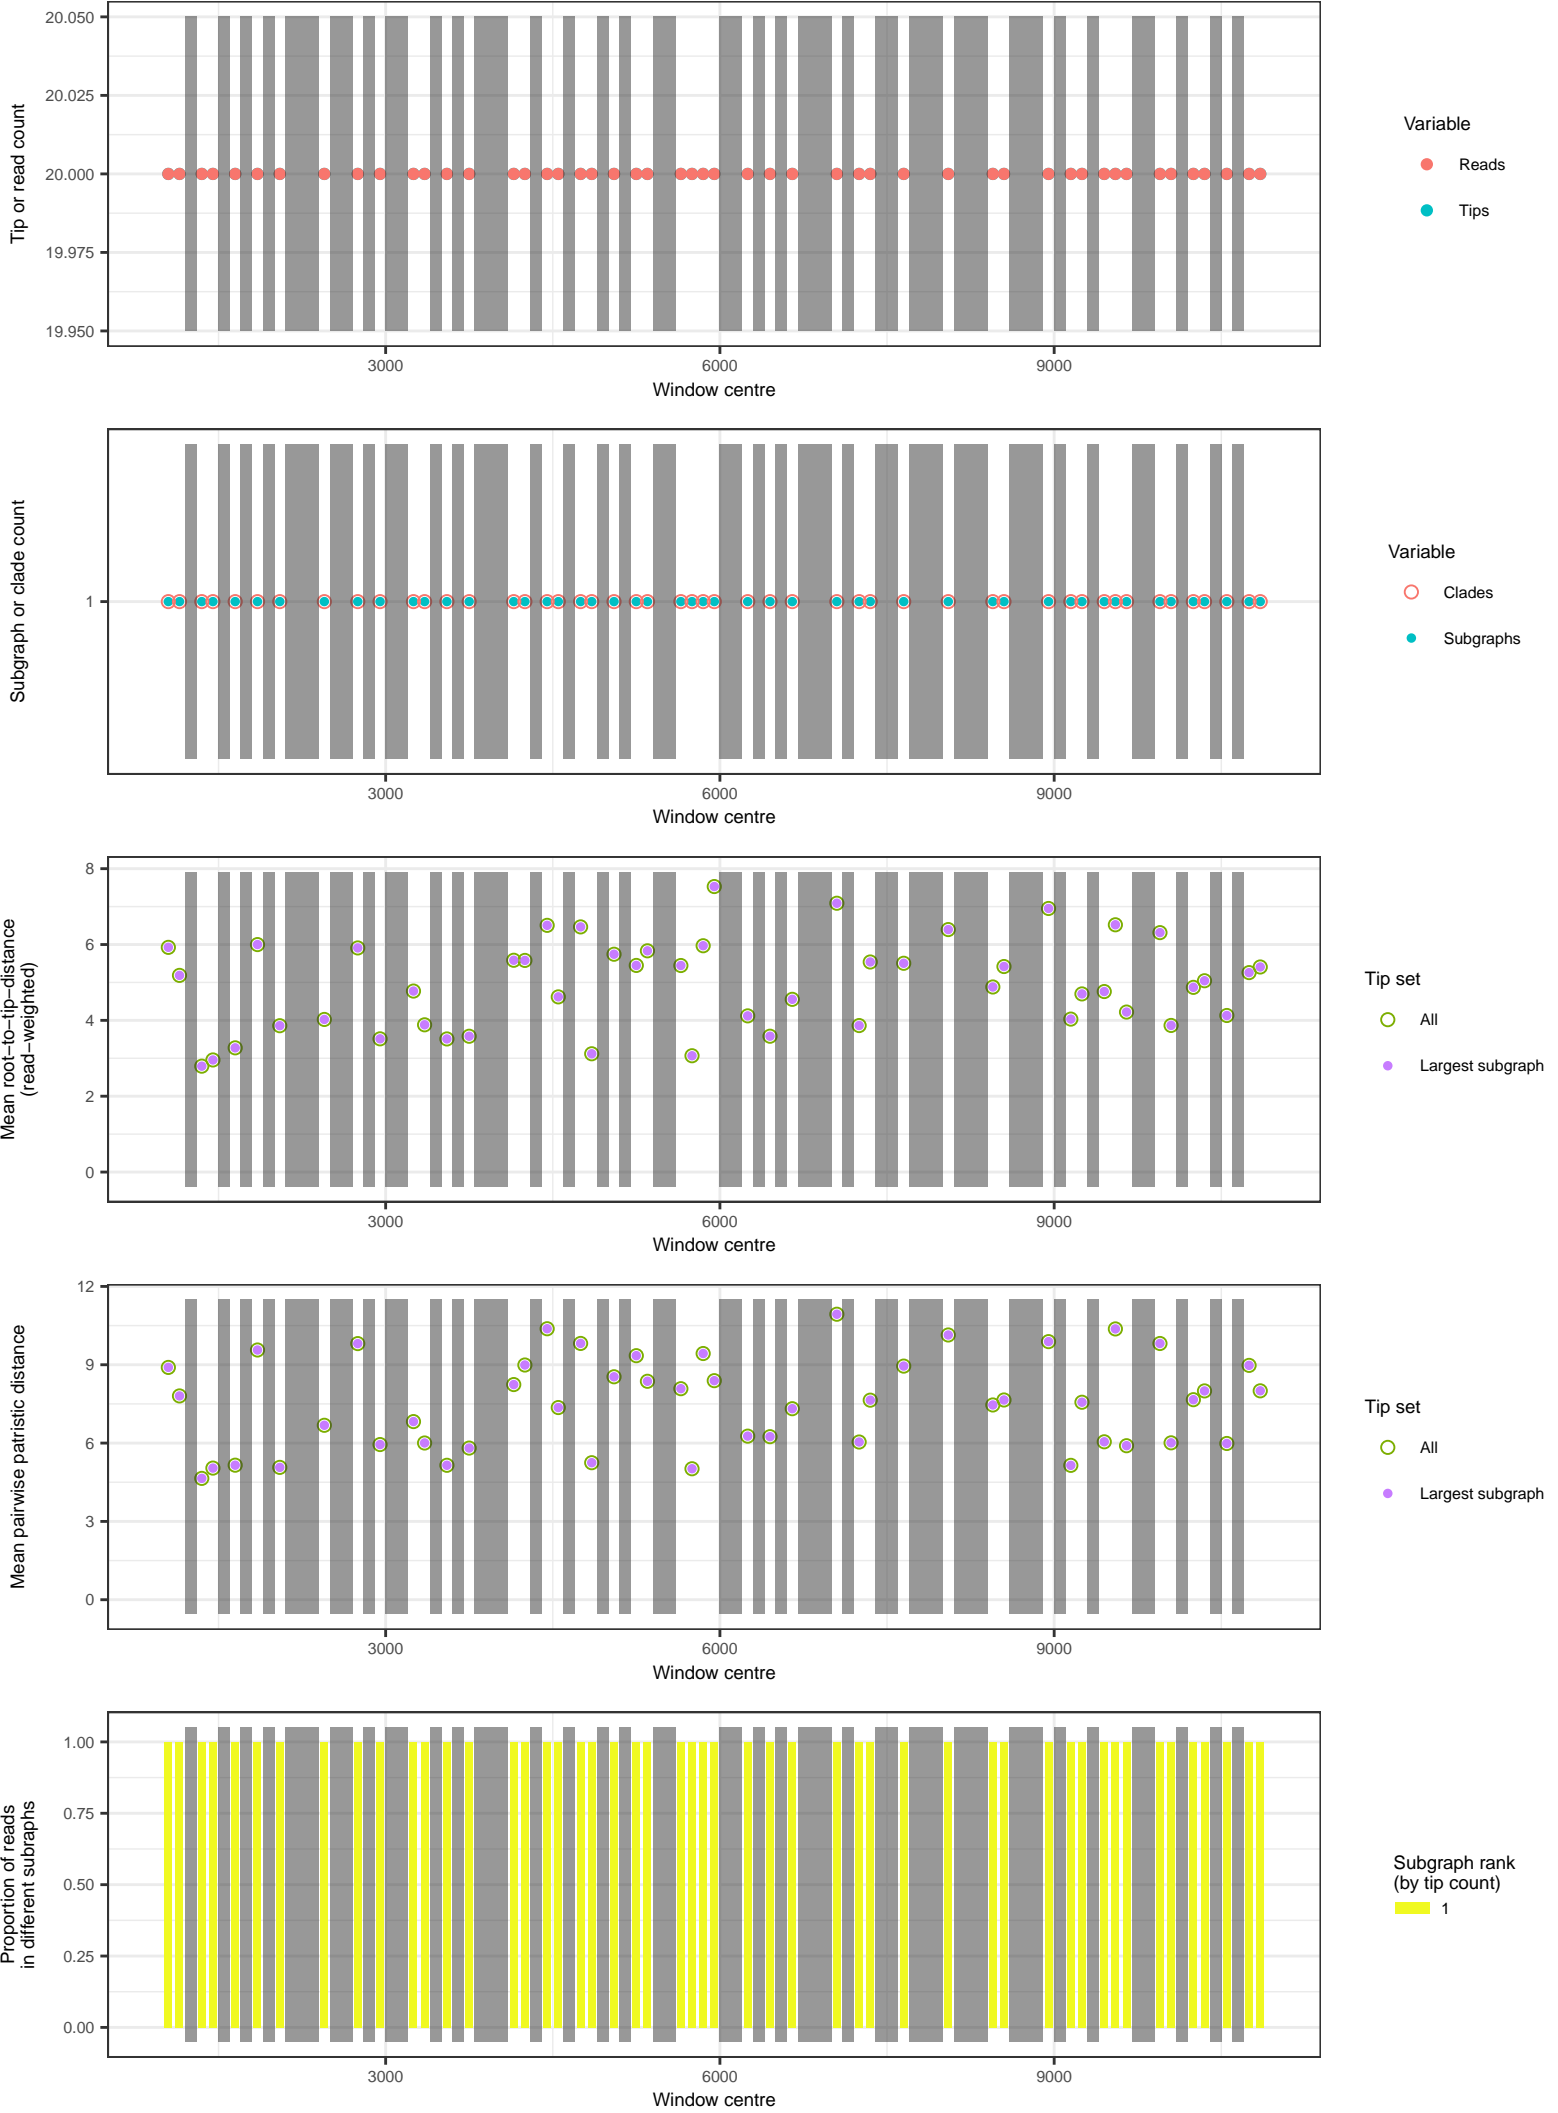 20.050
20.025
20.000
19.975
19.950
Tip or read count
3000
6000
9000
Window centre
Variable
Reads
Tips
1
Subgraph or clade count
3000
6000
9000
Window centre
Variable
Clades
Subgraphs
8
6
4
2
0
Mean root−to−tip−distance
(read−weighted)
3000
6000
9000
Window centre
Tip set
All
Largest subgraph
12
9
6
3
0
Mean pairwise patristic distance
3000
6000
9000
Window centre
Tip set
All
Largest subgraph
1.00
0.75
0.50
0.25
0.00
Proportion of reads
in different subraphs
3000
6000
9000
Window centre
Subgraph rank
(by tip count)
1